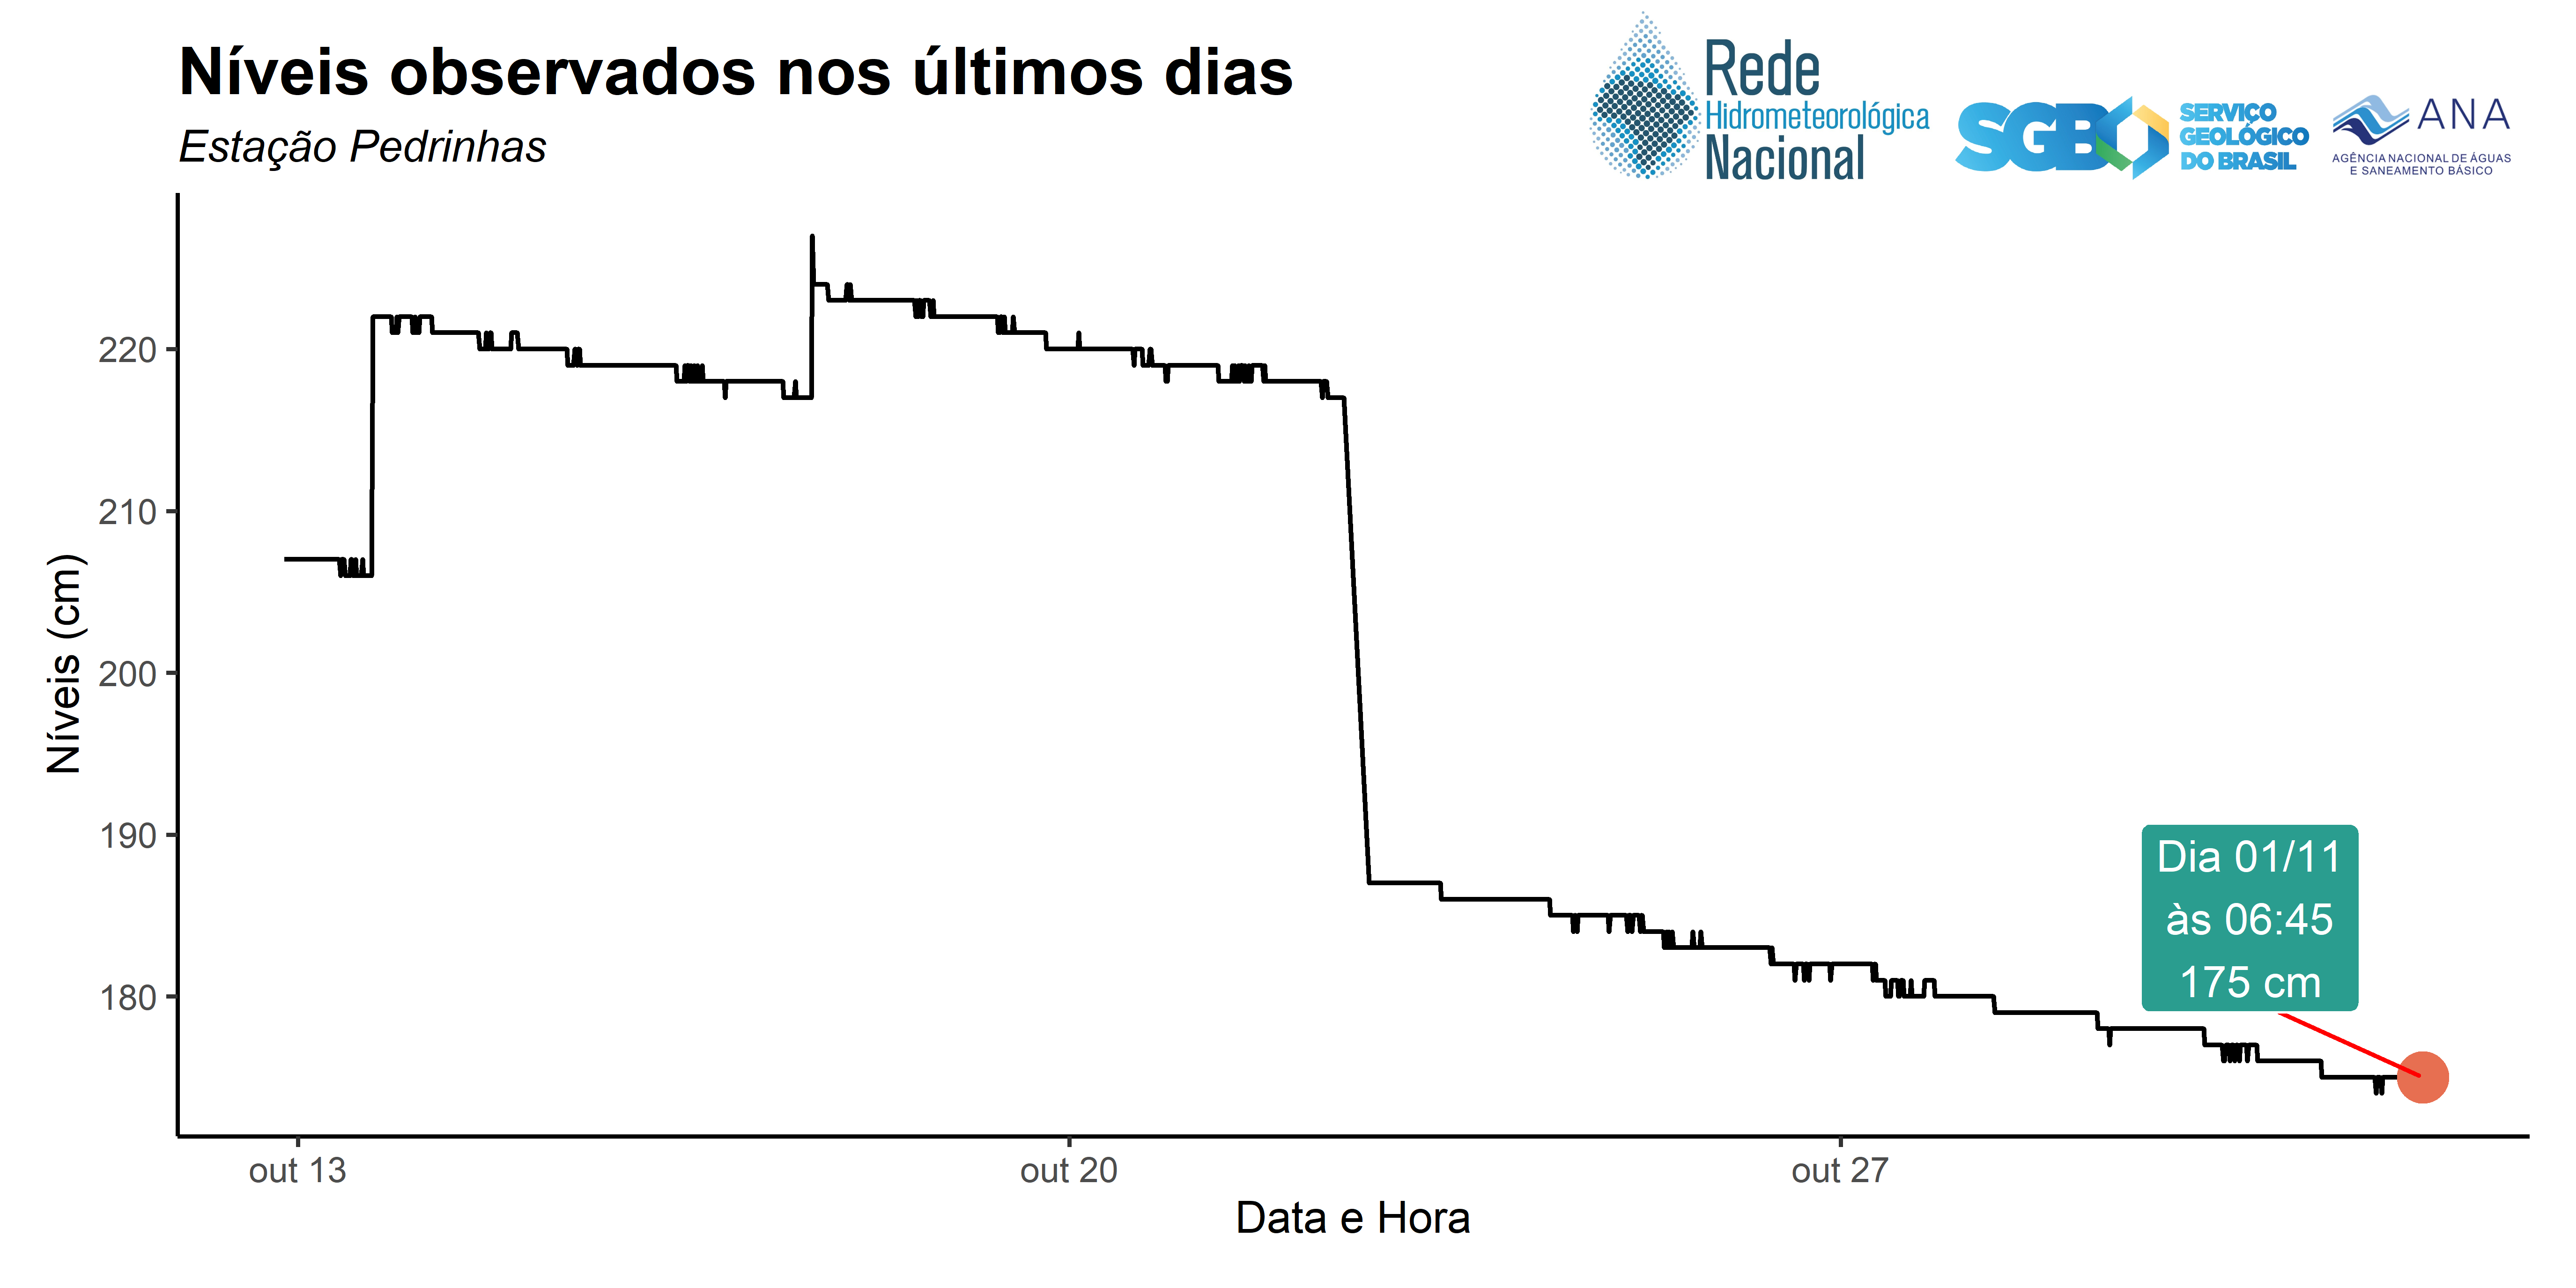 Níveis observados nos últimos dias
Estação Pedrinhas
Rede
Hidrometeorológica
Nacional
SGB
SERVIÇO
GEOLÓGICO
DO BRASIL
ANA
AGÊNCIA NACIONAL DE ÁGUAS
E SANEAMENTO BÁSICO
Níveis (cm)
220
210
200
190
180
Dia 01/11
às 06:45
175 cm
out 13
out 20
out 27
Data e Hora